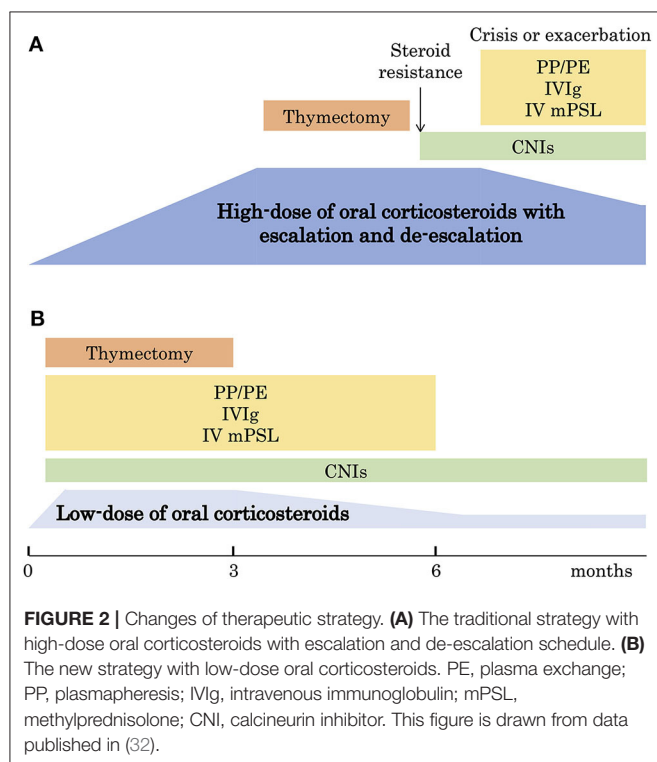 A
Crisis or exacerbation
Steroid
resistance
PP/PE
IVIg
IV mPSL
Thymectomy
CNIs
High-dose of oral corticosteroids with
escalation and de-escalation
B
Thymectomy
PP/PE
IVIg
IV mPSL
CNIs
Low-dose of oral corticosteroids
0 3 6 months
FIGURE 2 | Changes of therapeutic strategy. (A) The traditional strategy with
high-dose oral corticosteroids with escalation and de-escalation schedule. (B)
The new strategy with low-dose oral corticosteroids. PE, plasma exchange;
PP, plasmapheresis; IVIg, intravenous immunoglobulin; mPSL,
methylprednisolone; CNI, calcineurin inhibitor. This figure is drawn from data
published in (32).